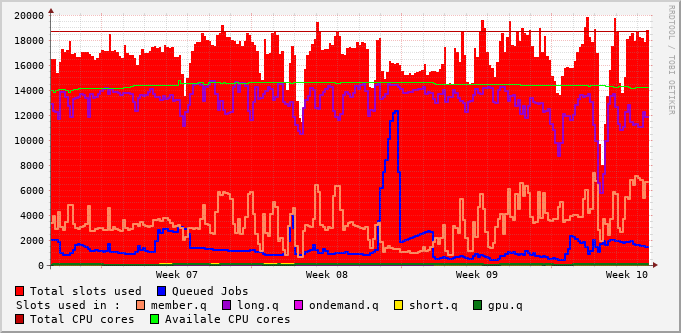 20000
18000
16000
14000
12000
10000
8000
6000
4000
2000
0
Week 07 Week 08 Week 09 Week 10
Total slots used Queued Jobs
Slots used in : member.q long.q ondemand.q short.q gpu.q
Total CPU cores Availale CPU cores
RRDTOOL / TOBI OETIKER